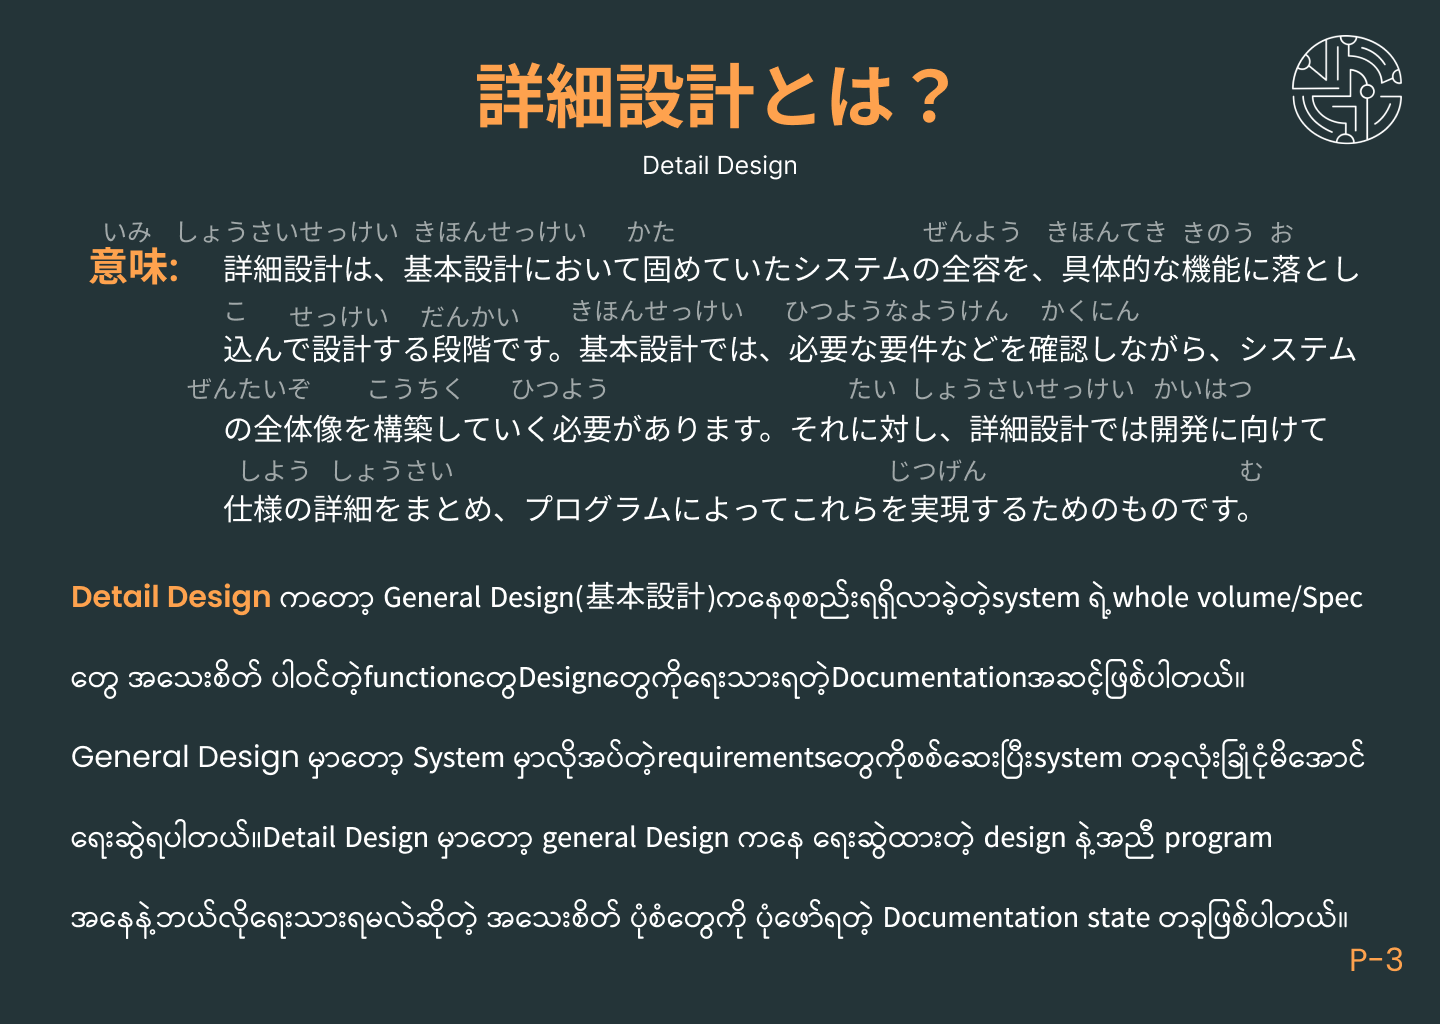 詳細設計とは？
Detail Design
いみ しょうさいせっけい きほんせっけい かた ぜんよう きほんてき きのう お
意味: 詳細設計は、基本設計において固めていたシステムの全容を、具体的な機能に落とし
こ せっけい だんかい きほんせっけい ひつようなようけん かくにん
込んで設計する段階です。基本設計では、必要な要件などを確認しながら、システム
ぜんたいぞ こうちく ひつよう たい しょうさいせっけい かいはつ
の全体像を構築していく必要があります。それに対し、詳細設計では開発に向けて
しよう しょうさい じつげん む
仕様の詳細をまとめ、プログラムによってこれらを実現するためのものです。
Detail Design ကတော့ General Design(基本設計)ကနေစုစည်းရရှိလာခဲ့တဲ့system ရဲ့whole volume/Spec
တွေ အသေးစိတ် ပါဝင်တဲ့functionတွေDesignတွေကိုရေးသားရတဲ့Documentationအဆင့်ဖြစ်ပါတယ်။
General Design မှာတော့ System မှာလိုအပ်တဲ့requirementsတွေကိုစစ်ဆေးပြီးsystem တခုလုံးခြုံငုံမိအောင်
ရေးဆွဲရပါတယ်။Detail Design မှာတော့ general Design ကနေ ရေးဆွဲထားတဲ့ design နဲ့အညီ program
အနေနဲ့ဘယ်လိုရေးသားရမလဲဆိုတဲ့ အသေးစိတ် ပုံစံတွေကို ပုံဖော်ရတဲ့ Documentation state တခုဖြစ်ပါတယ်။
P-3